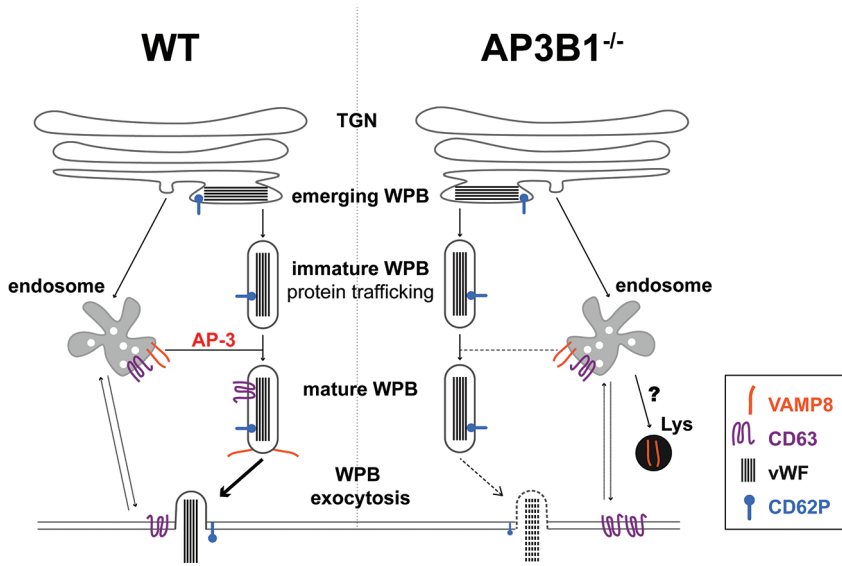 WT
AP3B1-/-
TGN
emerging WPB
immature WPB
protein trafficking
endosome
endosome
AP-3
mature WPB
?
Lys
WPB
exocytosis
VAMP8
CD63
vWF
CD62P